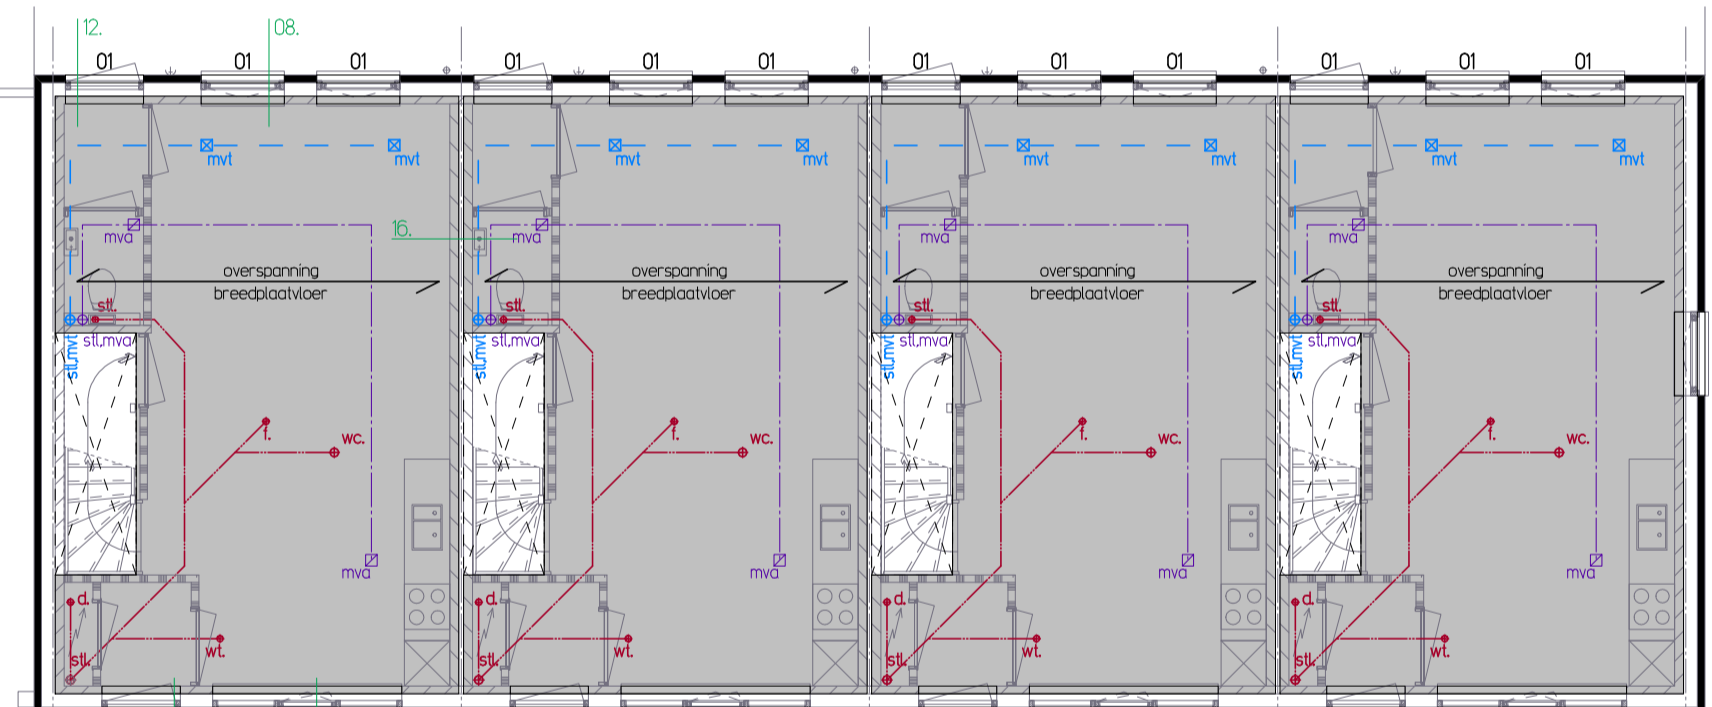 12.
08.
01 01 01 01 01 01 01 01 01 01 01 01
mvt mvt mvt mvt mvt mvt mvt mvt
16.
mva mva mva mva
overspanning overspanning overspanning overspanning
breedplaatvloer breedplaatvloer breedplaatvloer breedplaatvloer
stl. stl. stl. stl.
stl,mvt stl,mva stl,mvt stl,mva stl,mvt stl,mva stl,mvt stl,mva
f. wc. f. wc. f. wc. f. wc.
mva mva mva mva
d. d. d. d.
wt. wt. wt. wt.
stl. stl. stl. stl.